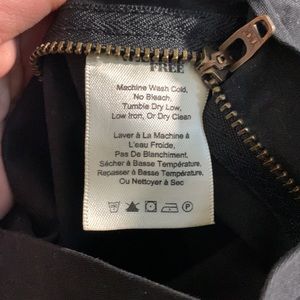 FREE
Machine Wash Cold,
No Bleach,
Tumble Dry Low,
Low Iron, Or Dry Clean
Laver à La Machine à
L'eau Froide,
Pas De Blanchiment,
Sécher à Basse Température,
Repasser à Basse Température,
Ou Nettoyer à Sec